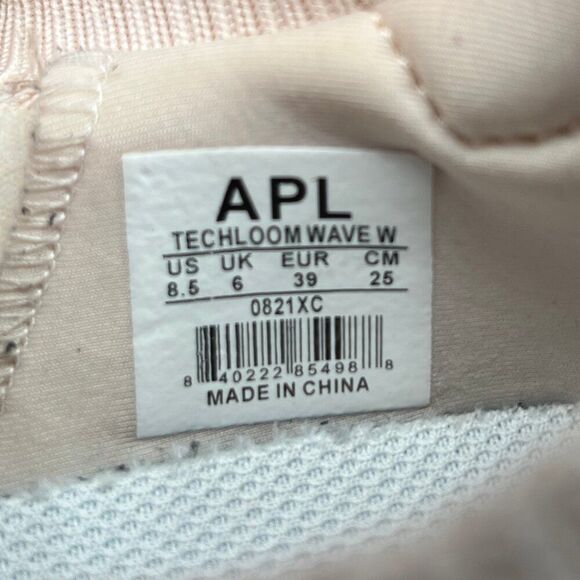 APL
TECHLOOM WAVE W
US UK EUR CM
8.5 6 39 25
0821XC
8 40222 85498 8
MADE IN CHINA